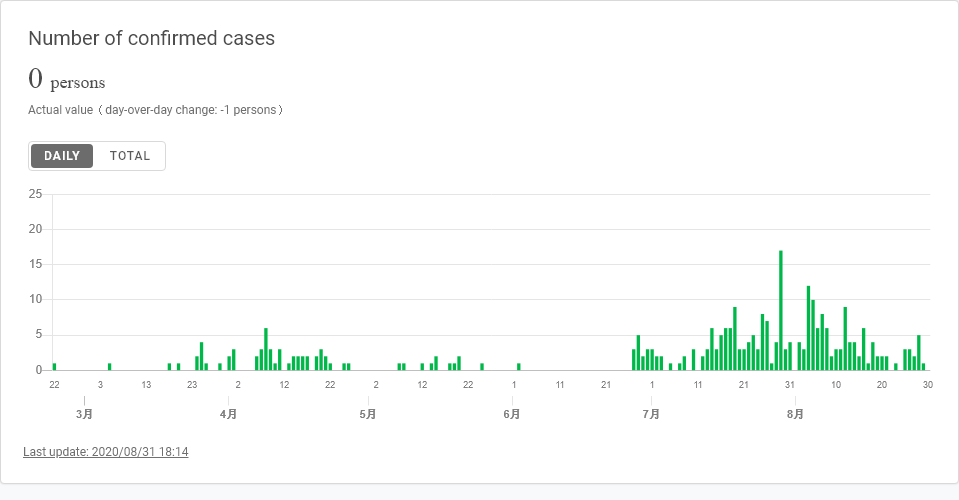 Number of confirmed cases
0 persons
Actual value（day-over-day change: -1 persons）
DAILY TOTAL
25
20
15
10
5
0
22 3 13 23 2 12 22 2 12 22 1 11 21 1 11 21 31 10 20 30
3月 4月 5月 6月 7月 8月
Last update: 2020/08/31 18:14